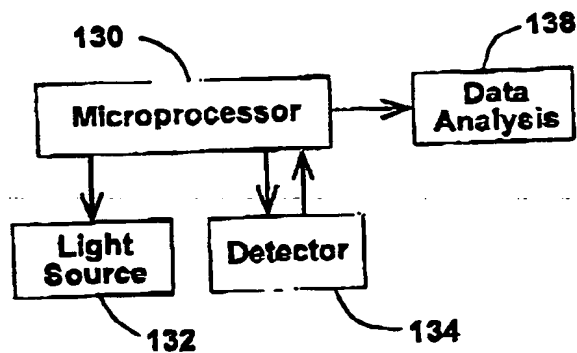 130
138
Microprocessor
Data
Analysis
Light
Source
Detector
132
134